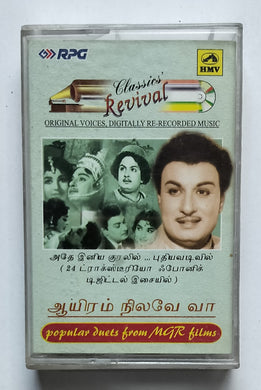 RPG
HMV
Classics'
Revival
ORIGINAL VOICES, DIGITALLY RE-RECORDED MUSIC
அதே இனிய குரலில் ... புதியவடிவில்
( 24 ட்ராக்ஸ்டீரியோ ஃபோனிக்
டிஜிட்டல் இசையில் )
ஆயிரம் நிலவே வா
popular duets from MGR films